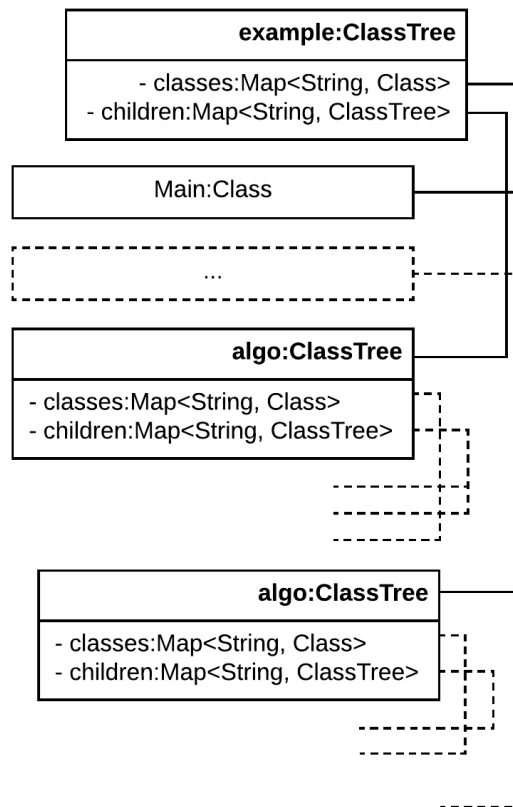 example:ClassTree
- classes:Map<String, Class>
- children:Map<String, ClassTree>
Main:Class
...
algo:ClassTree
- classes:Map<String, Class>
- children:Map<String, ClassTree>
algo:ClassTree
- classes:Map<String, Class>
- children:Map<String, ClassTree>